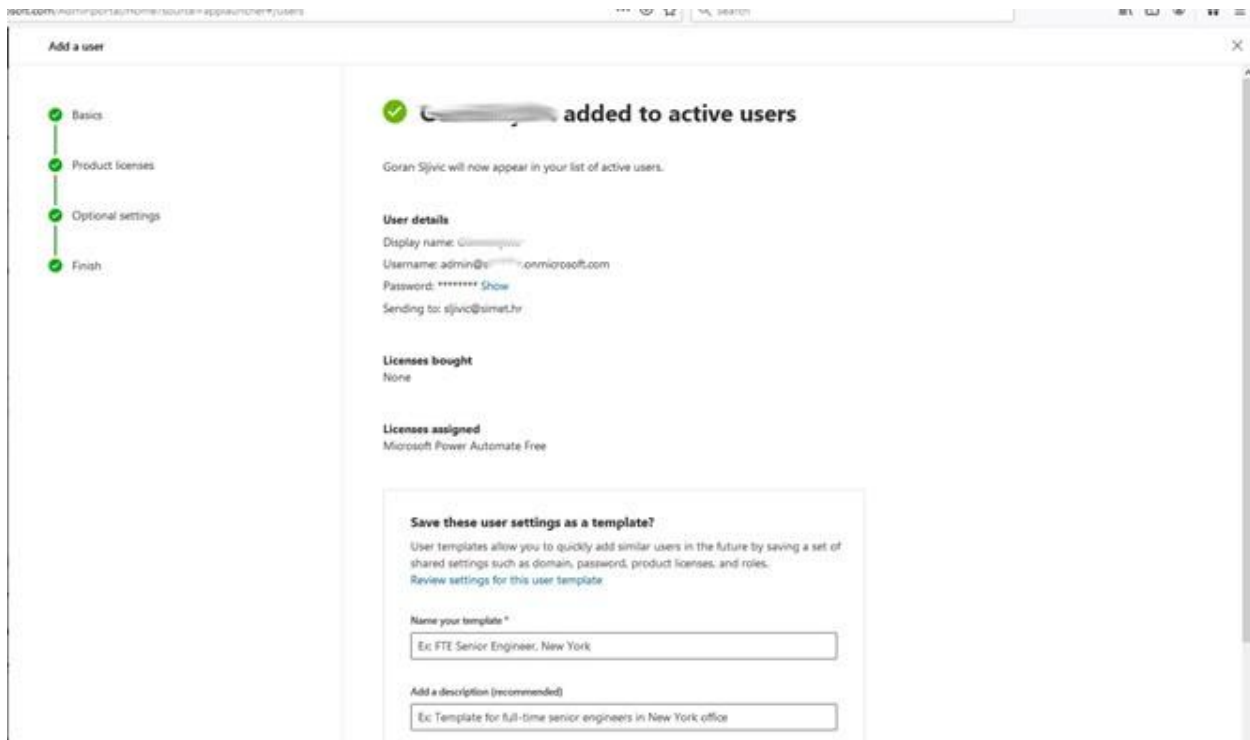 Search
Add a user
Basics
Product licenses
Optional settings
Finish
added to active users
Goran Sljivic will now appear in your list of active users.
User details
Display name:
Username: admin@s .onmicrosoft.com
Password: ******** Show
Sending to: sljivic@simet.hr
Licenses bought
None
Licenses assigned
Microsoft Power Automate Free
Save these user settings as a template?
User templates allow you to quickly add similar users in the future by saving a set of
shared settings such as domain, password, product licenses, and roles.
Review settings for this user template
Name your template *
Ex: FTE Senior Engineer, New York
Add a description (recommended)
Ex: Template for full-time senior engineers in New York office